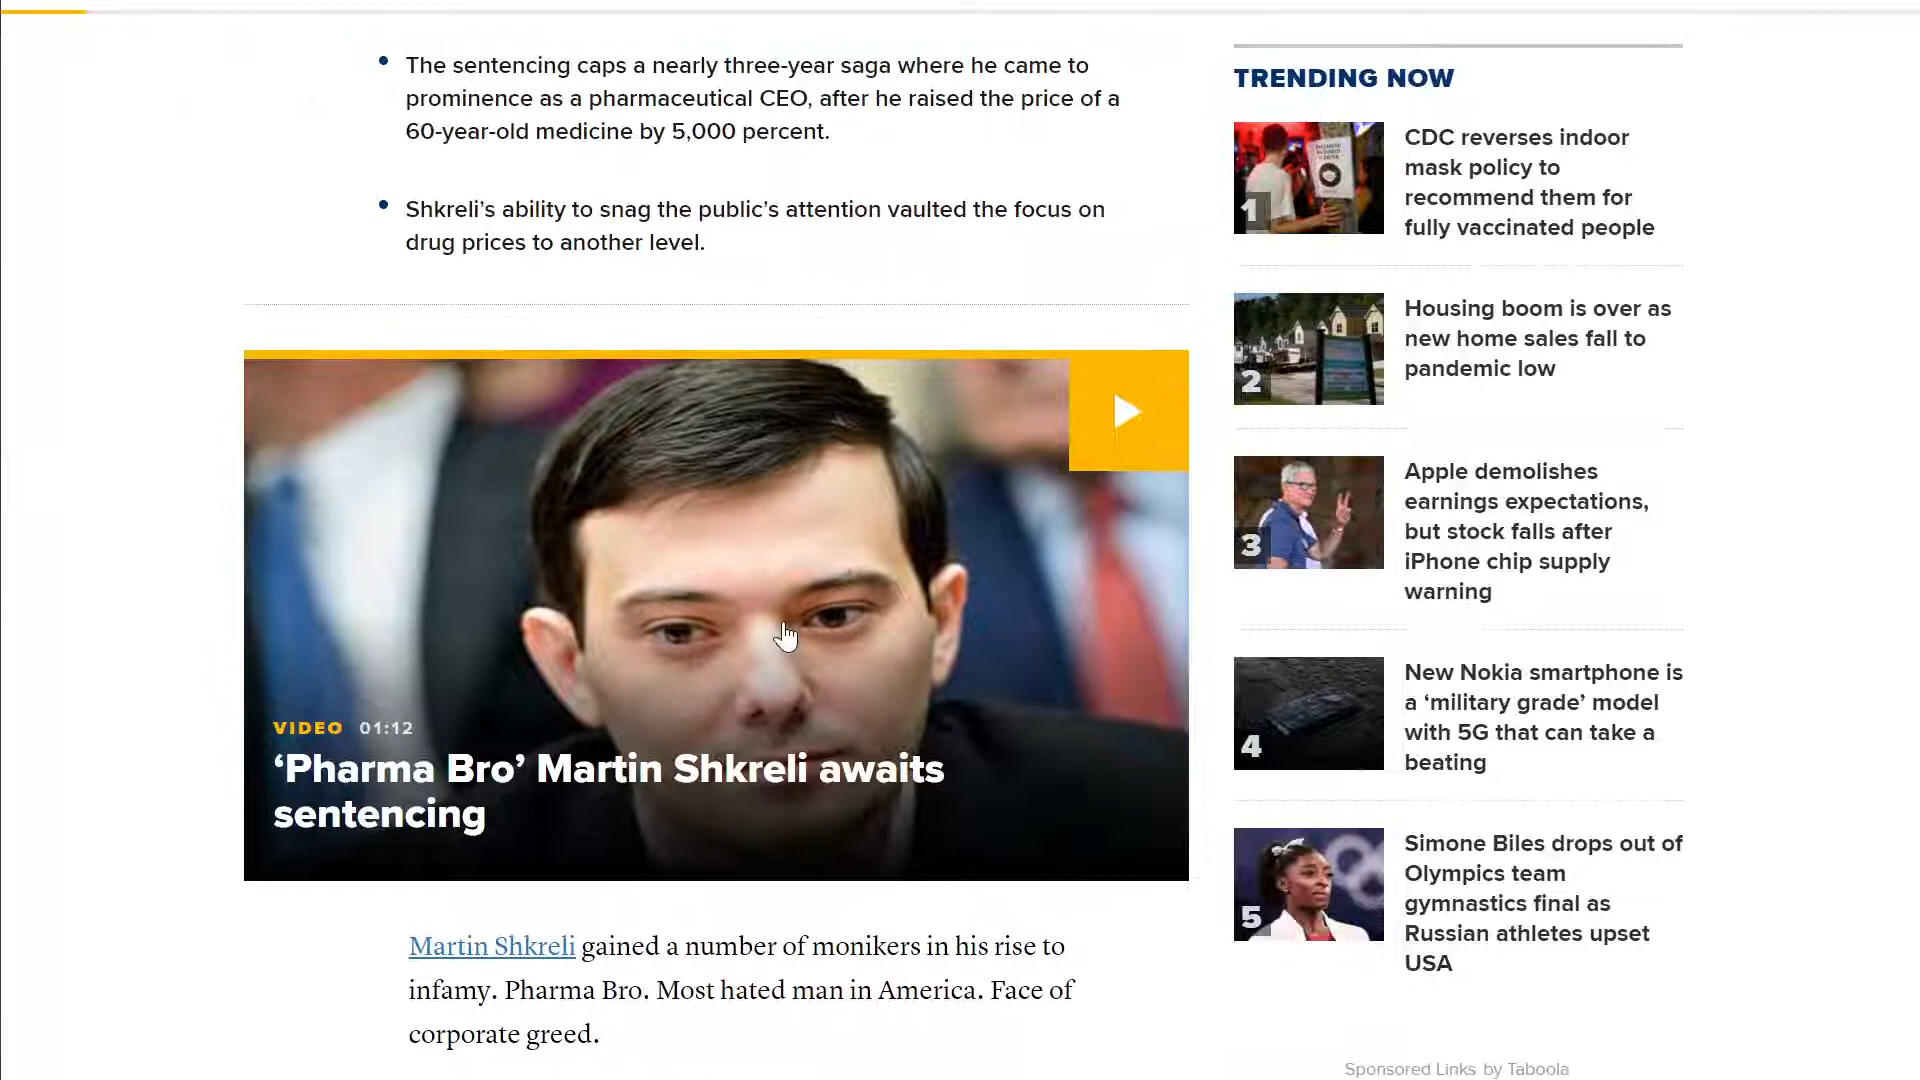 The sentencing caps a nearly three-year saga where he came to
prominence as a pharmaceutical CEO, after he raised the price of a
60-year-old medicine by 5,000 percent.
Shkreli’s ability to snag the public’s attention vaulted the focus on
drug prices to another level.
VIDEO 01:12
‘Pharma Bro’ Martin Shkreli awaits
sentencing
Martin Shkreli gained a number of monikers in his rise to
infamy. Pharma Bro. Most hated man in America. Face of
corporate greed.
TRENDING NOW
1
CDC reverses indoor
mask policy to
recommend them for
fully vaccinated people
2
Housing boom is over as
new home sales fall to
pandemic low
3
Apple demolishes
earnings expectations,
but stock falls after
iPhone chip supply
warning
4
New Nokia smartphone is
a ‘military grade’ model
with 5G that can take a
beating
5
Simone Biles drops out of
Olympics team
gymnastics final as
Russian athletes upset
USA
Sponsored Links by Taboola